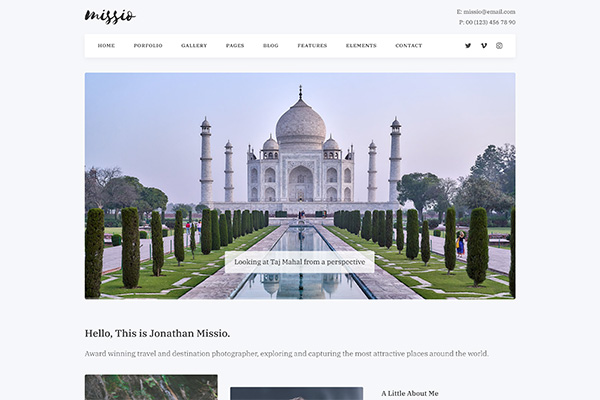 missio
E: missio@email.com
P: 00 (123) 456 78 90
HOME PORFOLIO GALLERY PAGES BLOG FEATURES ELEMENTS CONTACT
Looking at Taj Mahal from a perspective
Hello, This is Jonathan Missio.
Award winning travel and destination photographer, exploring and capturing the most attractive places around the world.
A Little About Me